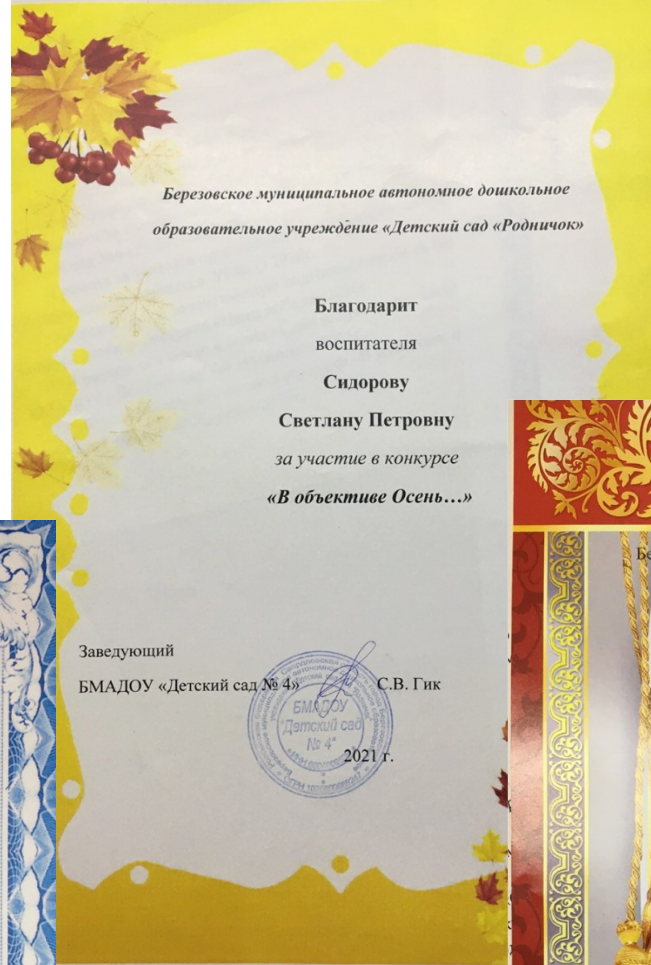 Березовское муниципальное автономное дошкольное
образовательное учреждение «Детский сад «Родничок»
Благодарит
воспитателя
Сидорову
Светлану Петровну
за участие в конкурсе
«В объективе Осень…»
Заведующий
БМАДОУ «Детский сад № 4» С.В. Гик
БМАДОУ
"Детский сад
№ 4"
2021 г.
Бе